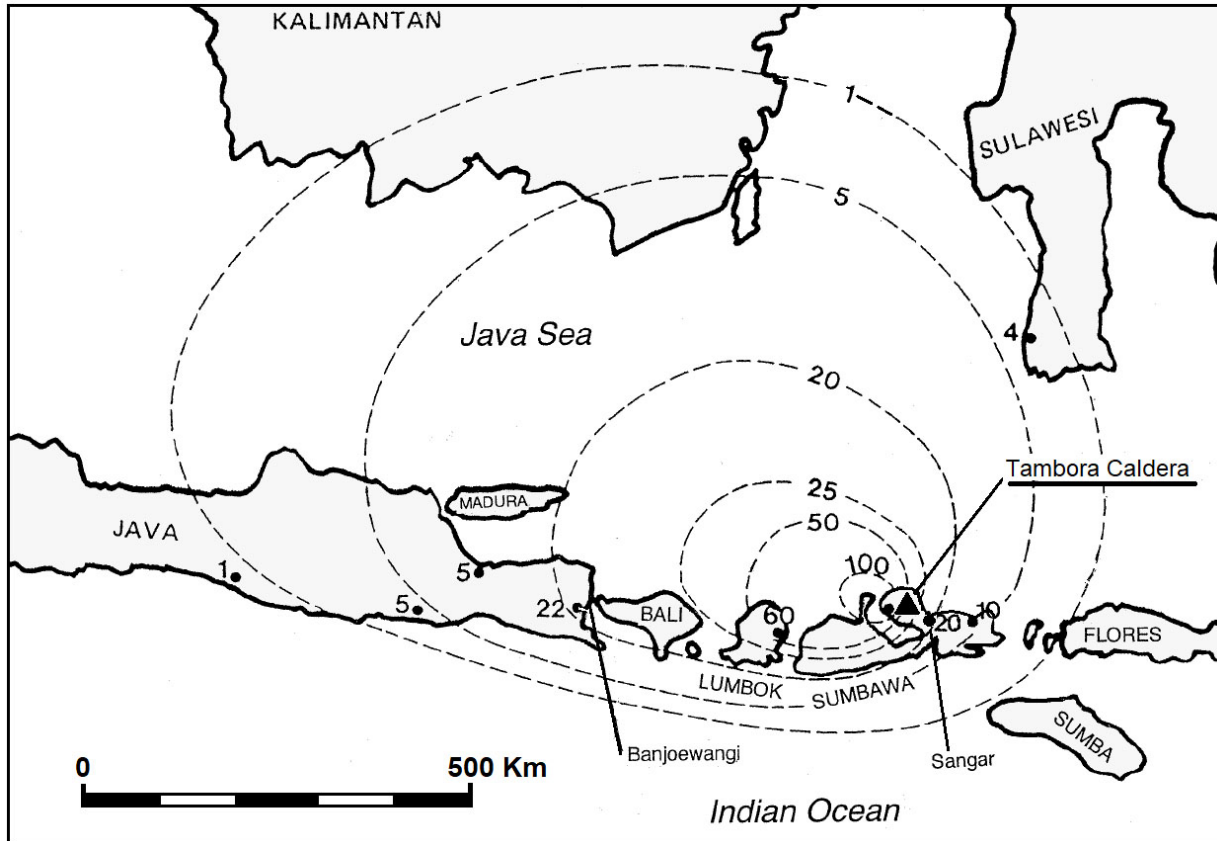 KALIMANTAN
1
SULAWESI
5
Java Sea
4
20
Tambora Caldera
25
MADURA
50
JAVA
100
5
1
5
22
BALI
60
20
10
FLORES
LUMBOK
SUMBAWA
SUMBA
Banjoewangi
Sangar
0
500 Km
Indian Ocean